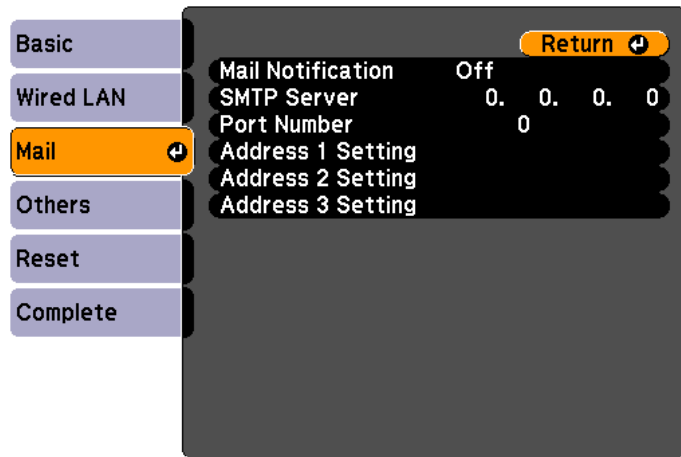 Basic
Wired LAN
Mail
Others
Reset
Complete
Return
Mail Notification Off
SMTP Server 0. 0. 0. 0
Port Number 0
Address 1 Setting
Address 2 Setting
Address 3 Setting